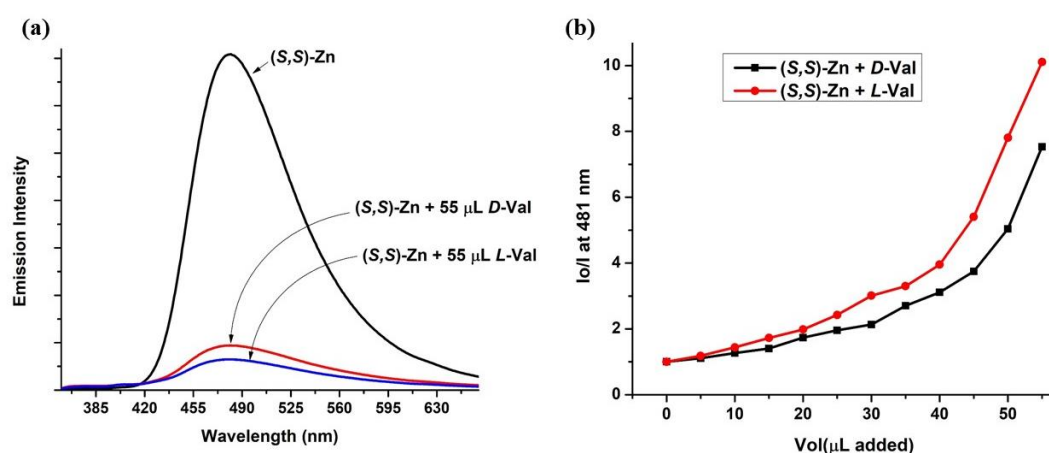 (a)
(S,S)-Zn
(S,S)-Zn + 55 μL D-Val
(S,S)-Zn + 55 μL L-Val
Emission Intensity
385 420 455 490 525 560 595 630
Wavelength (nm)
(b)
(S,S)-Zn + D-Val
(S,S)-Zn + L-Val
10
8
6
4
2
0
Io/I at 481 nm
0 10 20 30 40 50
Vol(μL added)